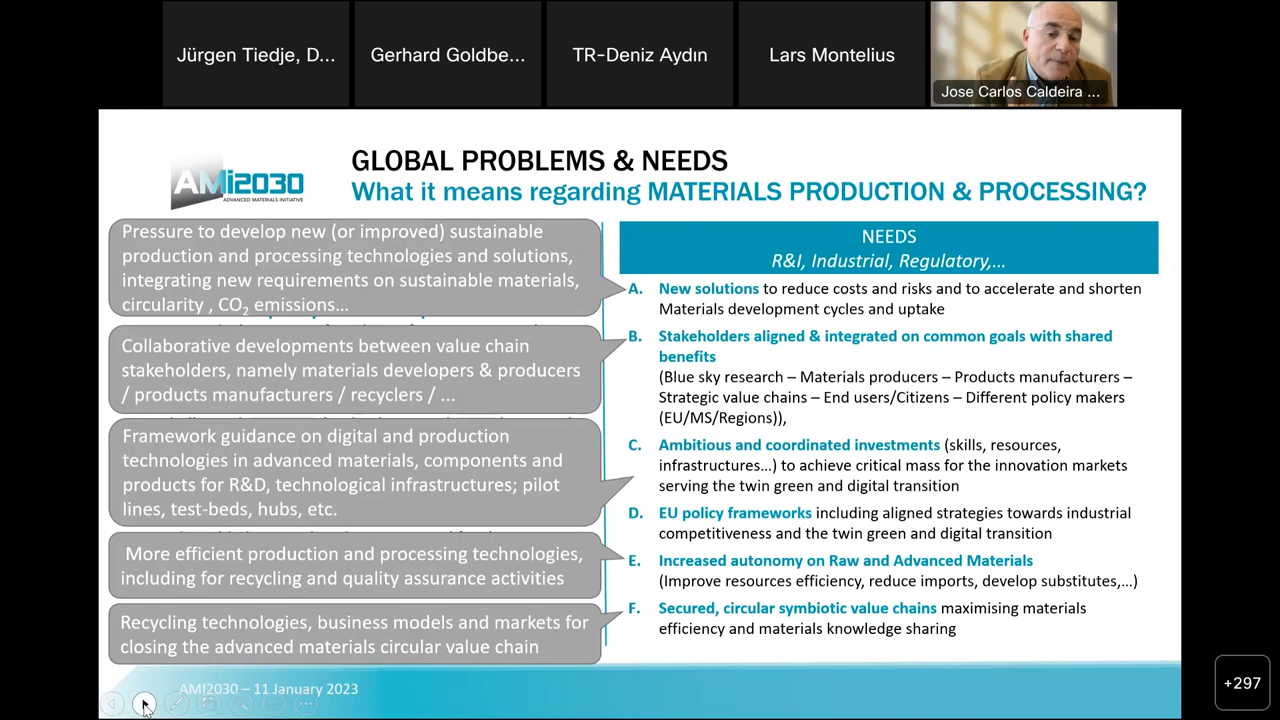 Jürgen Tiedje, D...
Gerhard Goldbe...
TR-Deniz Aydın
Lars Montelius
Jose Carlos Caldeira ...
AMi2030
ADVANCED MATERIALS INITIATIVE
GLOBAL PROBLEMS & NEEDS
What it means regarding MATERIALS PRODUCTION & PROCESSING?
Pressure to develop new (or improved) sustainable
production and processing technologies and solutions,
integrating new requirements on sustainable materials,
circularity , CO₂ emissions…
Collaborative developments between value chain
stakeholders, namely materials developers & producers
/ products manufacturers / recyclers / ...
Framework guidance on digital and production
technologies in advanced materials, components and
products for R&D, technological infrastructures; pilot
lines, test-beds, hubs, etc.
More efficient production and processing technologies,
including for recycling and quality assurance activities
Recycling technologies, business models and markets for
closing the advanced materials circular value chain
NEEDS
R&I, Industrial, Regulatory,…
A. New solutions to reduce costs and risks and to accelerate and shorten
Materials development cycles and uptake
B. Stakeholders aligned & integrated on common goals with shared
benefits
(Blue sky research – Materials producers – Products manufacturers –
Strategic value chains – End users/Citizens – Different policy makers
(EU/MS/Regions)),
C. Ambitious and coordinated investments (skills, resources,
infrastructures…) to achieve critical mass for the innovation markets
serving the twin green and digital transition
D. EU policy frameworks including aligned strategies towards industrial
competitiveness and the twin green and digital transition
E. Increased autonomy on Raw and Advanced Materials
(Improve resources efficiency, reduce imports, develop substitutes,…)
F. Secured, circular symbiotic value chains maximising materials
efficiency and materials knowledge sharing
AMI2030 – 11 January 2023
+297